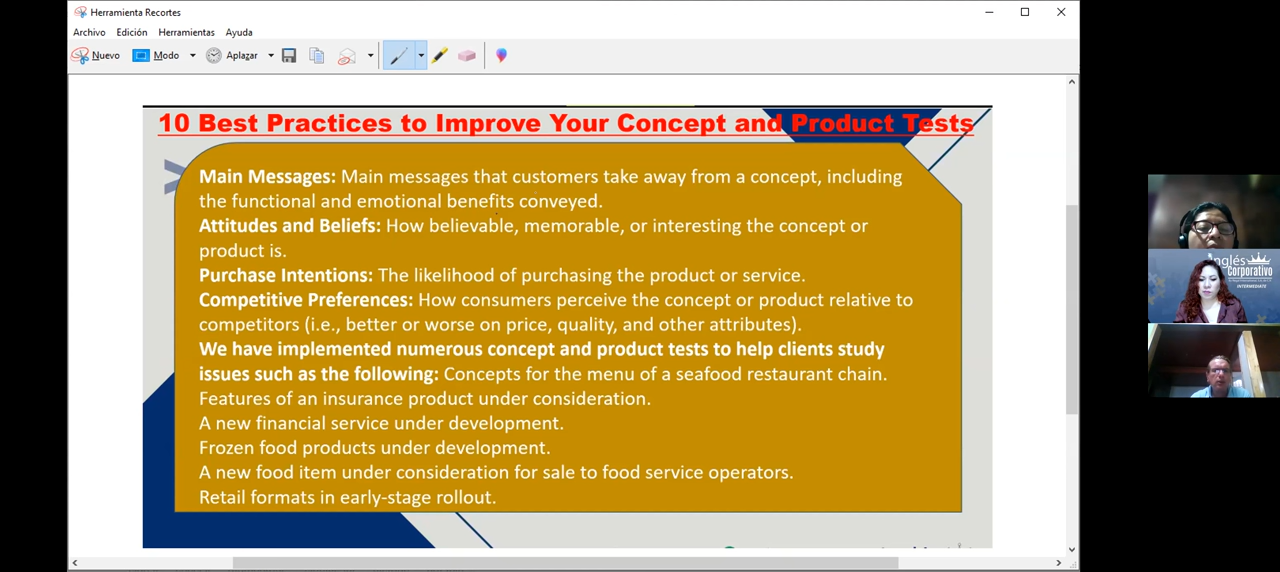 Herramienta Recortes
Archivo Edición Herramientas Ayuda
Nuevo Modo Aplazar
10 Best Practices to Improve Your Concept and Product Tests
Main Messages: Main messages that customers take away from a concept, including
the functional and emotional benefits conveyed.
Attitudes and Beliefs: How believable, memorable, or interesting the concept or
product is.
Purchase Intentions: The likelihood of purchasing the product or service.
Competitive Preferences: How consumers perceive the concept or product relative to
competitors (i.e., better or worse on price, quality, and other attributes).
We have implemented numerous concept and product tests to help clients study
issues such as the following: Concepts for the menu of a seafood restaurant chain.
Features of an insurance product under consideration.
A new financial service under development.
Frozen food products under development.
A new food item under consideration for sale to food service operators.
Retail formats in early-stage rollout.
Inglés
Corporativo
INTERMEDIATE